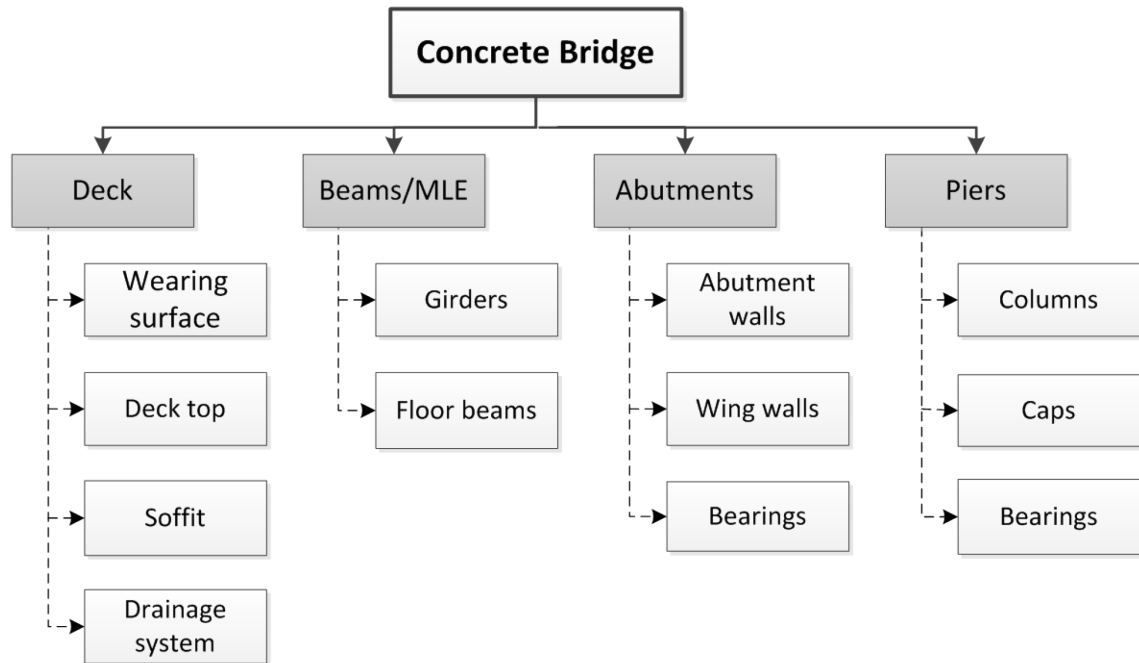 Concrete Bridge
Deck
Beams/MLE
Abutments
Piers
Wearing
surface
Deck top
Soffit
Drainage
system
Girders
Floor beams
Abutment
walls
Wing walls
Bearings
Columns
Caps
Bearings